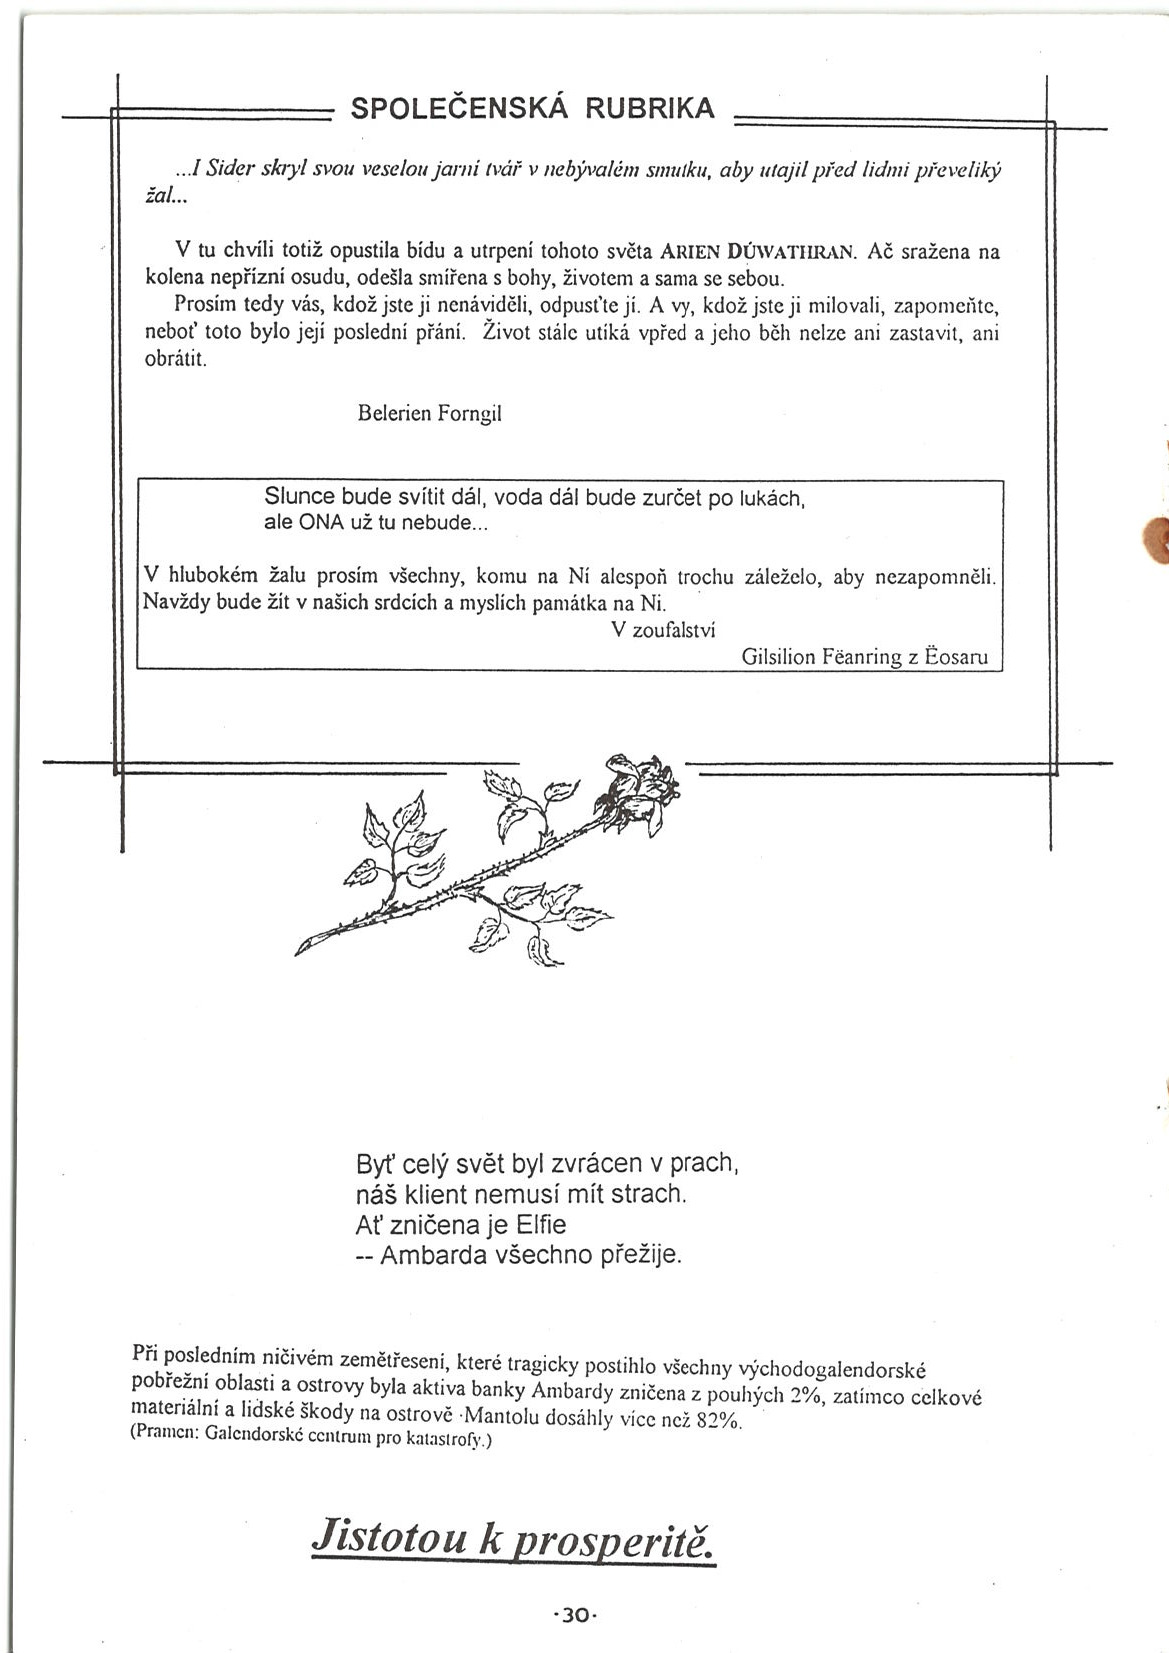 SPOLEČENSKÁ RUBRIKA
...I Sider skryl svou veselou jarní tvář v nebývalém smutku, aby utajil před lidmi převeliký
žal...
V tu chvíli totiž opustila bídu a utrpení tohoto světa ARIEN DÚWATHRAN. Ač sražena na
kolena nepřízní osudu, odešla smířena s bohy, životem a sama se sebou.
Prosím tedy vás, kdož jste ji nenáviděli, odpusťte jí. A vy, kdož jste ji milovali, zapomeňte,
neboť toto bylo její poslední přání. Život stále utíká vpřed a jeho běh nelze ani zastavit, ani
obrátit.
Belerien Forngil
Slunce bude svítit dál, voda dál bude zurčet po lukách,
ale ONA už tu nebude...
V hlubokém žalu prosím všechny, komu na Ní alespoň trochu záleželo, aby nezapomněli.
Navždy bude žít v našich srdcích a myslích památka na Ni.
V zoufalství
Gilsilion Fëanring z Ëosaru
Byť celý svět byl zvrácen v prach,
náš klient nemusí mít strach.
Ať zničena je Elfie
-- Ambarda všechno přežije.
Při posledním ničivém zemětřesení, které tragicky postihlo všechny východogalendorské
pobřežní oblasti a ostrovy byla aktiva banky Ambardy zničena z pouhých 2%, zatímco celkové
materiální a lidské škody na ostrově Mantolu dosáhly více než 82%.
(Pramen: Galendorské centrum pro katastrofy.)
Jistotou k prosperitě.
·30·